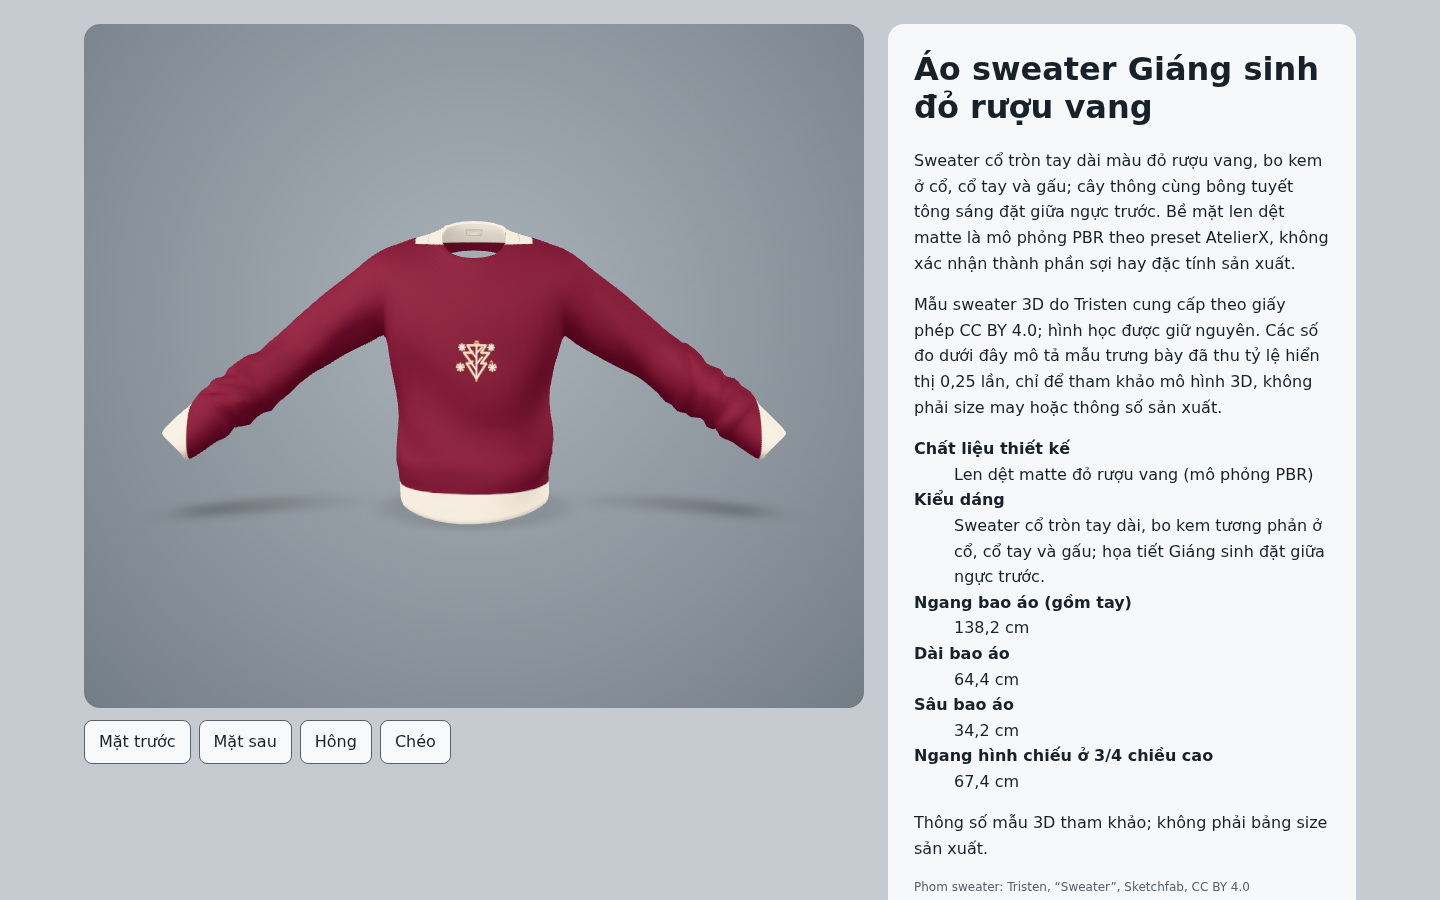 Áo sweater Giáng sinh
đỏ rượu vang
Sweater cổ tròn tay dài màu đỏ rượu vang, bo kem
ở cổ, cổ tay và gấu; cây thông cùng bông tuyết
tông sáng đặt giữa ngực trước. Bề mặt len dệt
matte là mô phỏng PBR theo preset AtelierX, không
xác nhận thành phần sợi hay đặc tính sản xuất.
Mẫu sweater 3D do Tristen cung cấp theo giấy
phép CC BY 4.0; hình học được giữ nguyên. Các số
đo dưới đây mô tả mẫu trưng bày đã thu tỷ lệ hiển
thị 0,25 lần, chỉ để tham khảo mô hình 3D, không
phải size may hoặc thông số sản xuất.
Chất liệu thiết kế
Len dệt matte đỏ rượu vang (mô phỏng PBR)
Kiểu dáng
Sweater cổ tròn tay dài, bo kem tương phản ở
cổ, cổ tay và gấu; họa tiết Giáng sinh đặt giữa
ngực trước.
Ngang bao áo (gồm tay)
138,2 cm
Dài bao áo
64,4 cm
Sâu bao áo
34,2 cm
Ngang hình chiếu ở 3/4 chiều cao
67,4 cm
Thông số mẫu 3D tham khảo; không phải bảng size
sản xuất.
Phom sweater: Tristen, “Sweater”, Sketchfab, CC BY 4.0
Mặt trước
Mặt sau
Hông
Chéo